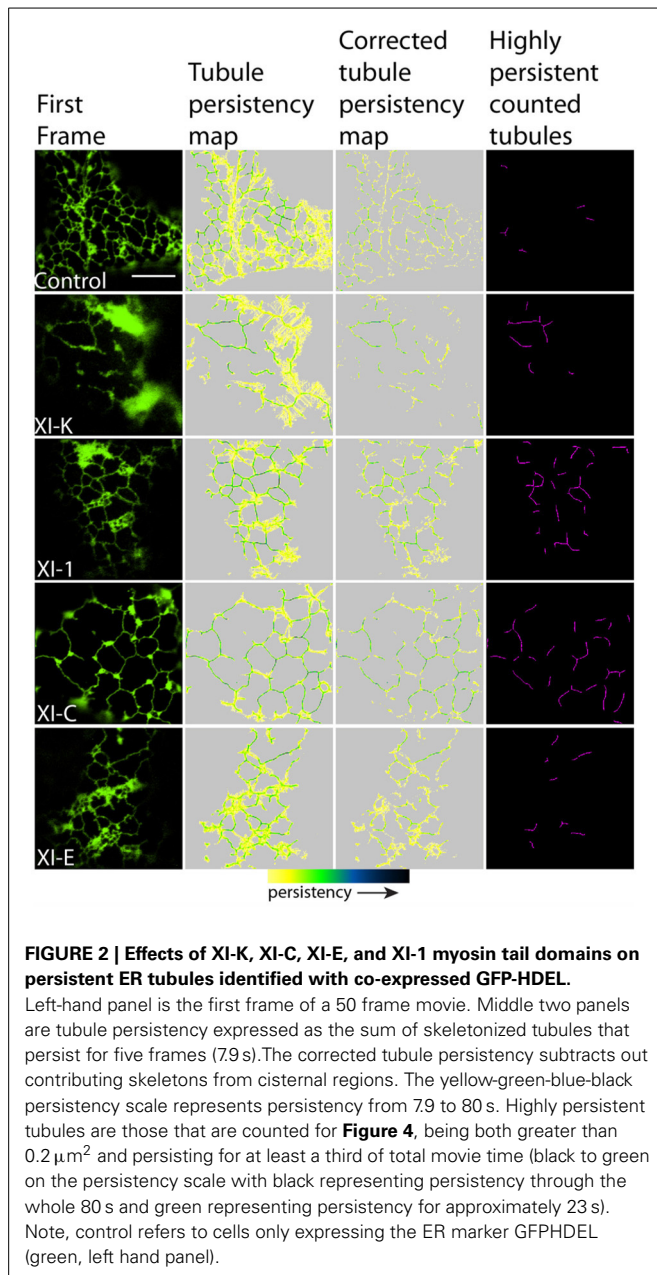 First
Frame
Tubule
persistency
map
Corrected
tubule
persistency
map
Highly
persistent
counted
tubules
Control
XI-K
XI-1
XI-C
XI-E
persistency →
FIGURE 2 | Effects of XI-K, XI-C, XI-E, and XI-1 myosin tail domains on
persistent ER tubules identified with co-expressed GFP-HDEL.
Left-hand panel is the first frame of a 50 frame movie. Middle two panels
are tubule persistency expressed as the sum of skeletonized tubules that
persist for five frames (7.9 s).The corrected tubule persistency subtracts out
contributing skeletons from cisternal regions. The yellow-green-blue-black
persistency scale represents persistency from 7.9 to 80 s. Highly persistent
tubules are those that are counted for Figure 4, being both greater than
0.2 μm² and persisting for at least a third of total movie time (black to green
on the persistency scale with black representing persistency through the
whole 80 s and green representing persistency for approximately 23 s).
Note, control refers to cells only expressing the ER marker GFPHDEL
(green, left hand panel).